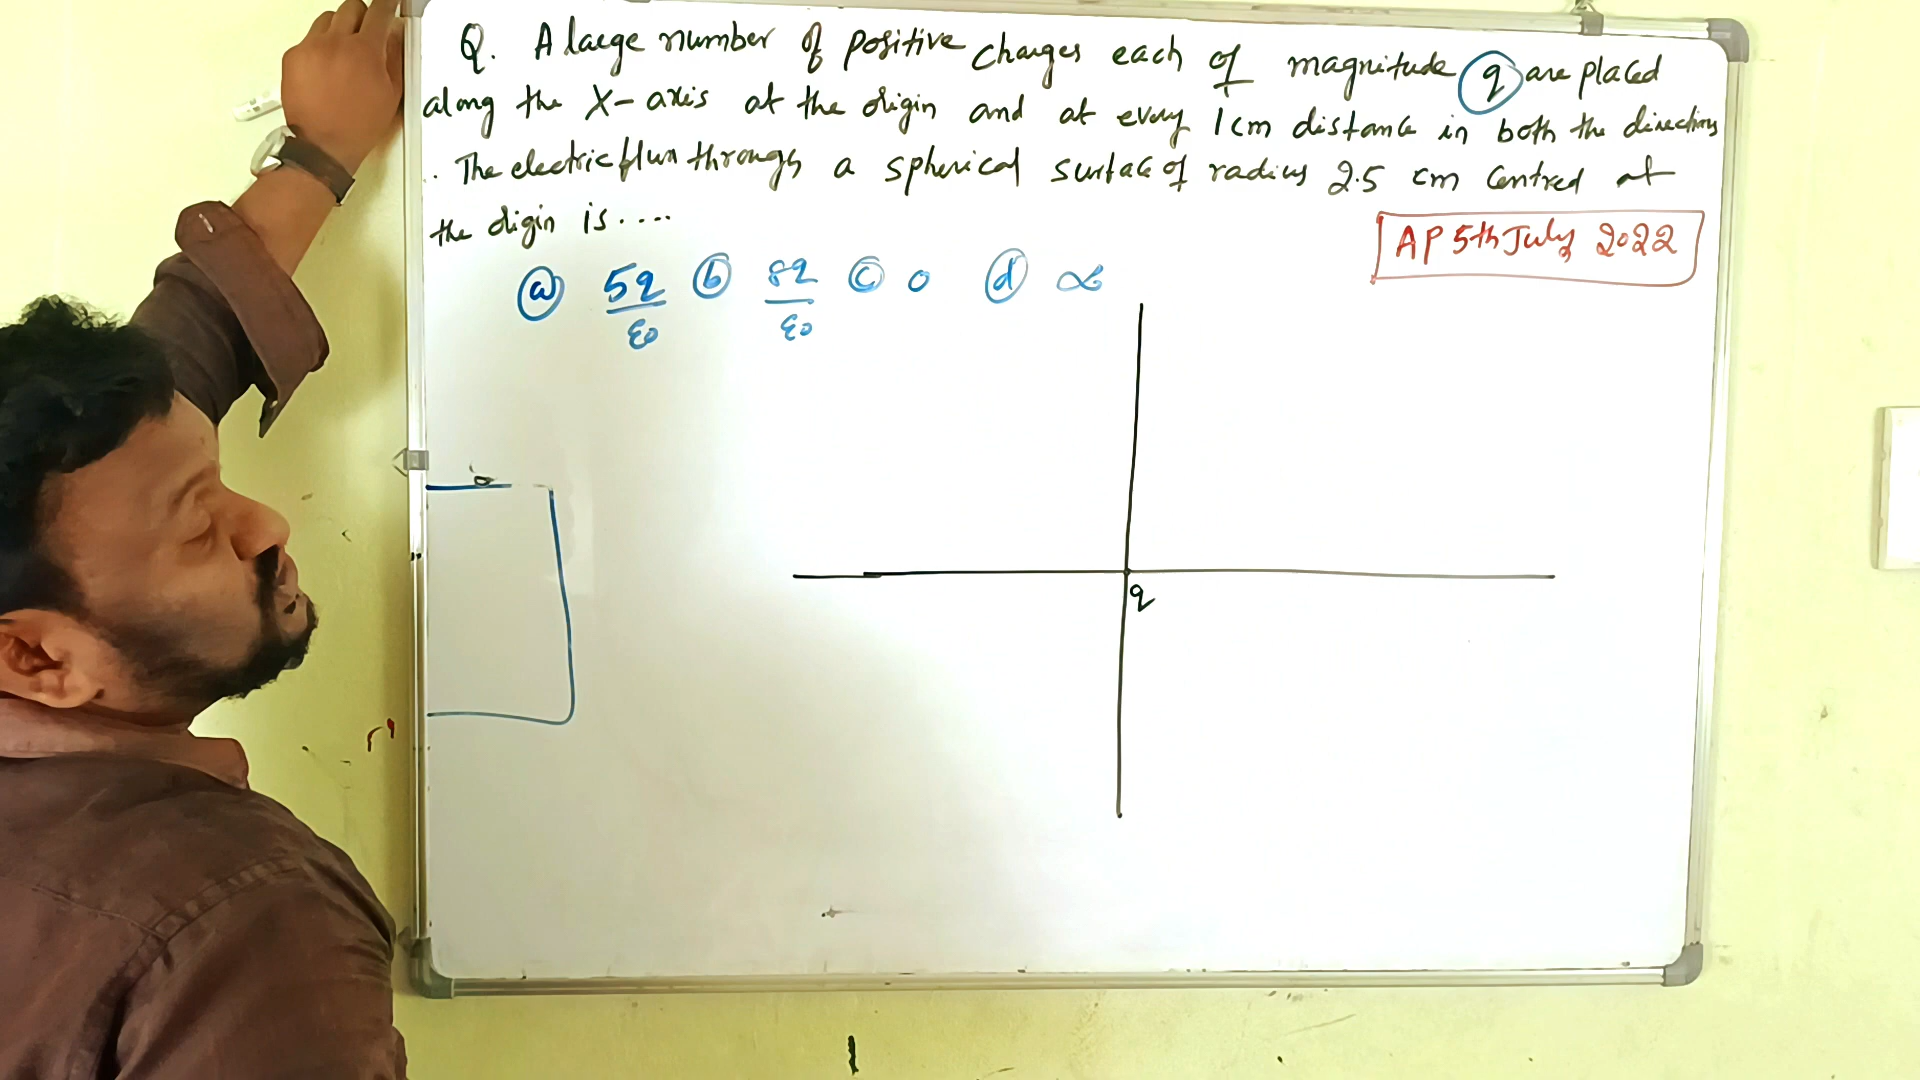 Q. A large number of positive charges each of magnitude q are placed
along the X-axis at the origin and at every 1cm distance in both the directions
. The electric flux through a spherical surface of radius 2.5 cm centred at
the origin is....
AP 5th July 2022
(a) 5q/ε0 (b) 8q/ε0 (c) 0 (d) ∞
q